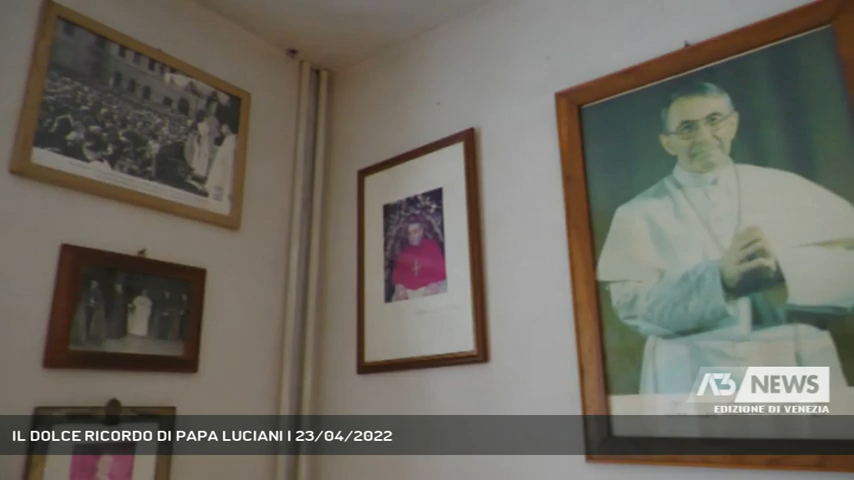 A3 NEWS
EDIZIONE DI VENEZIA
IL DOLCE RICORDO DI PAPA LUCIANI I 23/04/2022